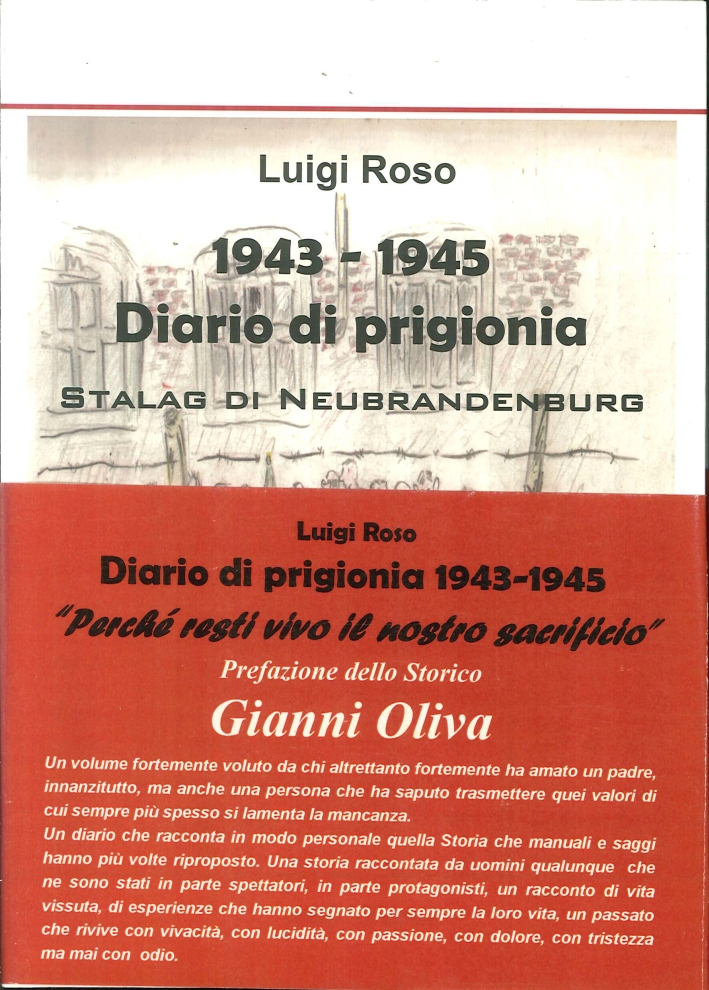 Luigi Roso
1943 - 1945
Diario di prigionia
STALAG DI NEUBRANDENBURG
Luigi Roso
Diario di prigionia 1943-1945
"Perché resti vivo il nostro sacrificio"
Prefazione dello Storico
Gianni Oliva
Un volume fortemente voluto da chi altrettanto fortemente ha amato un padre,
innanzitutto, ma anche una persona che ha saputo trasmettere quei valori di
cui sempre più spesso si lamenta la mancanza.
Un diario che racconta in modo personale quella Storia che manuali e saggi
hanno più volte riproposto. Una storia raccontata da uomini qualunque che
ne sono stati in parte spettatori, in parte protagonisti, un racconto di vita
vissuta, di esperienze che hanno segnato per sempre la loro vita, un passato
che rivive con vivacità, con lucidità, con passione, con dolore, con tristezza
ma mai con odio.